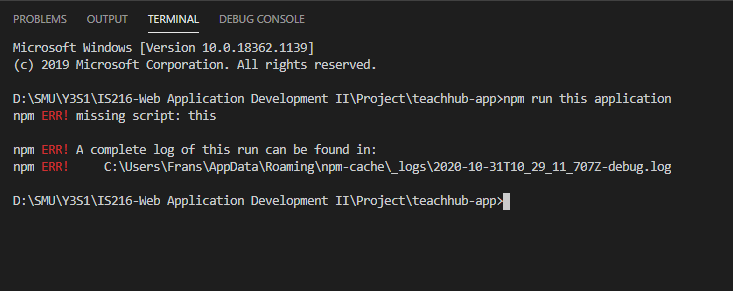 PROBLEMS OUTPUT TERMINAL DEBUG CONSOLE
Microsoft Windows [Version 10.0.18362.1139]
(c) 2019 Microsoft Corporation. All rights reserved.
D:\SMU\Y3S1\IS216-Web Application Development II\Project\teachhub-app>npm run this application
npm ERR! missing script: this
npm ERR! A complete log of this run can be found in:
npm ERR!     C:\Users\Frans\AppData\Roaming\npm-cache\_logs\2020-10-31T10_29_11_707Z-debug.log
D:\SMU\Y3S1\IS216-Web Application Development II\Project\teachhub-app>